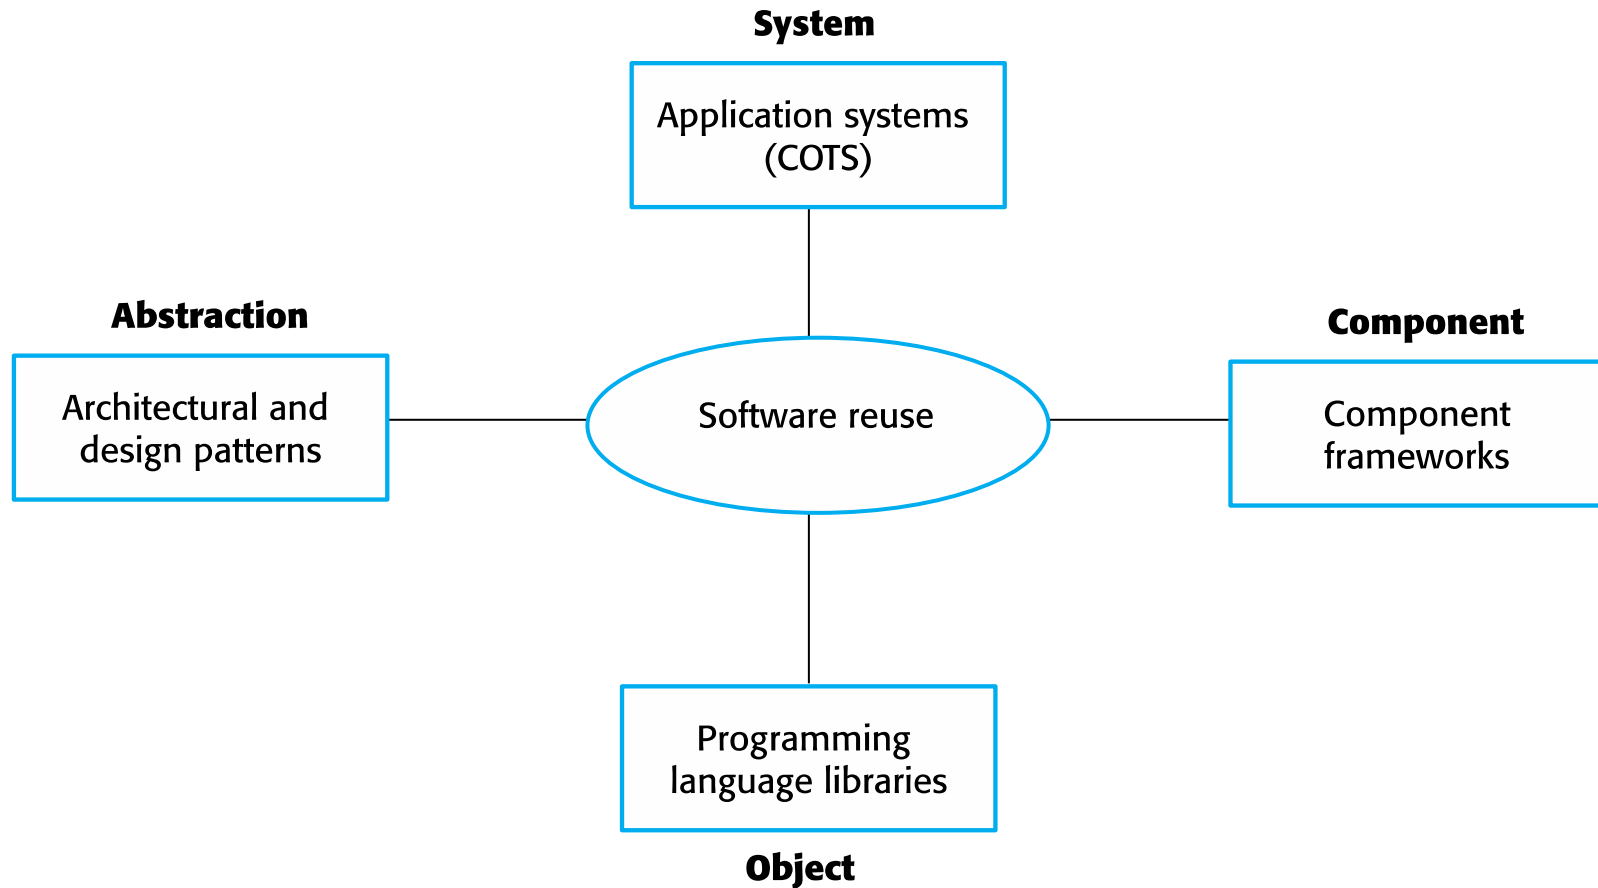 System
Application systems
(COTS)
Abstraction
Architectural and
design patterns
Software reuse
Component
Component
frameworks
Programming
language libraries
Object